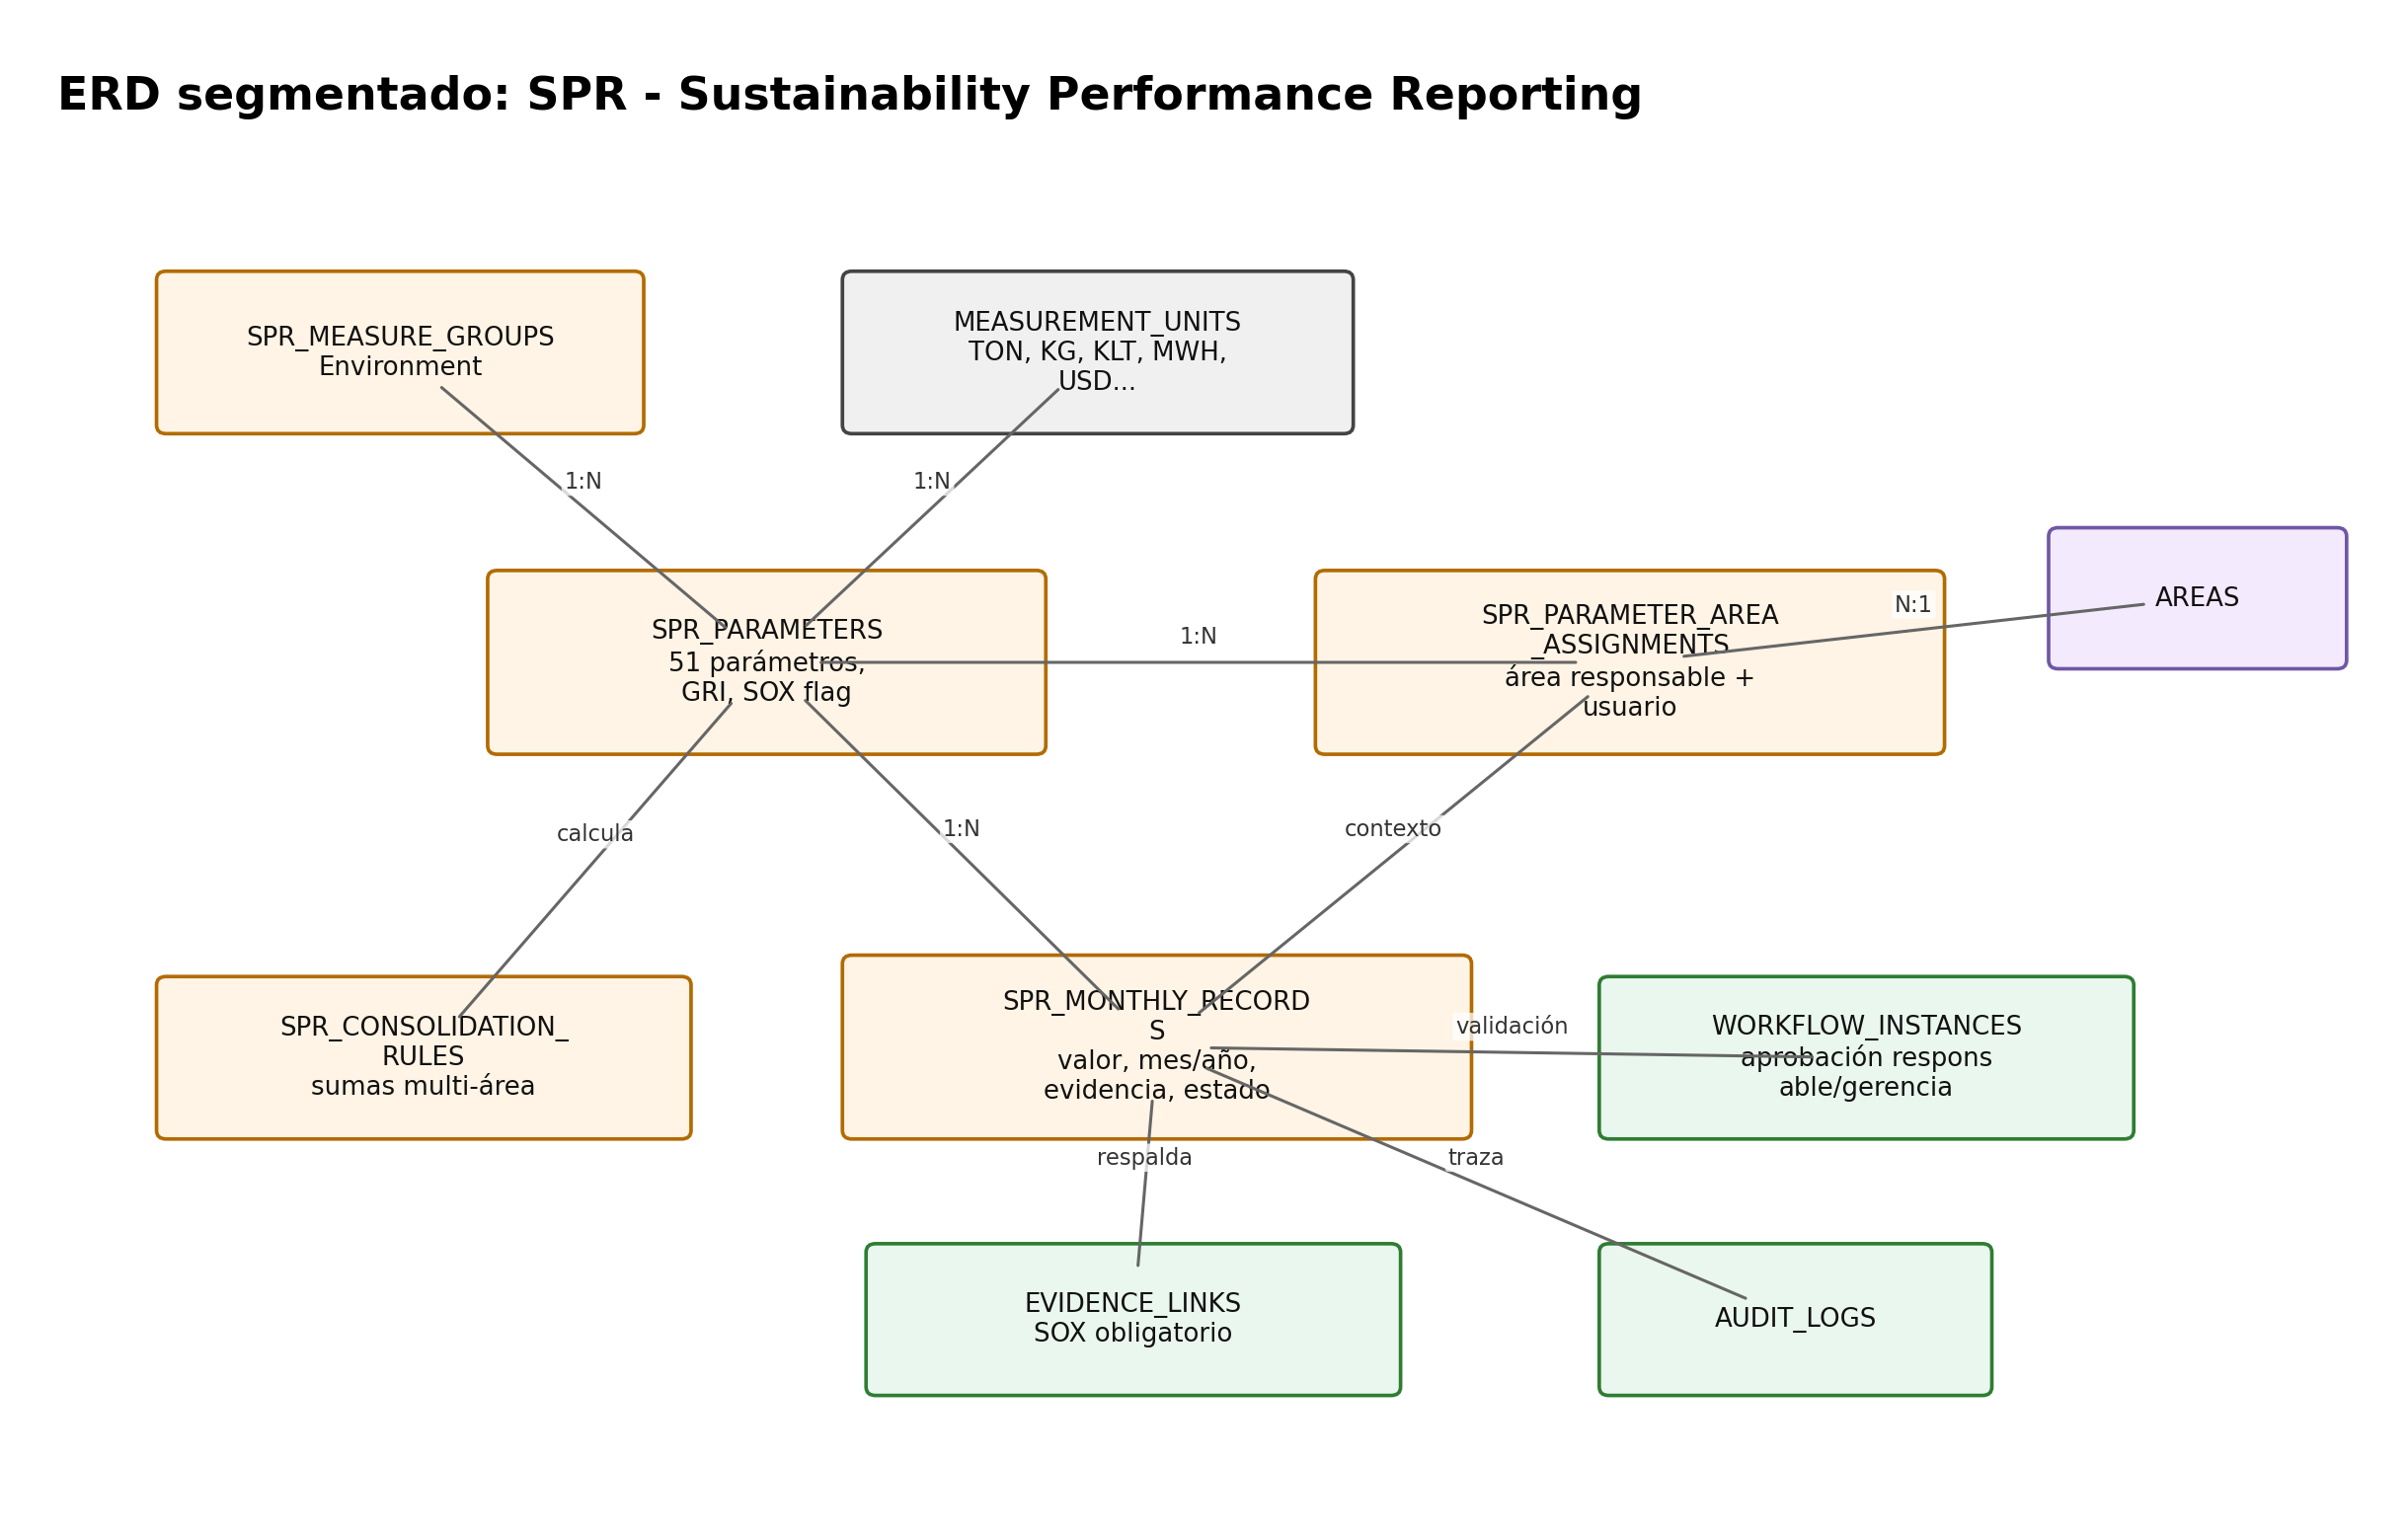 ERD segmentado: SPR - Sustainability Performance Reporting
SPR_MEASURE_GROUPS
Environment
MEASUREMENT_UNITS
TON, KG, KLT, MWH,
USD...
1:N
1:N
AREAS
N:1
SPR_PARAMETERS
51 parámetros,
GRI, SOX flag
1:N
SPR_PARAMETER_AREA
_ASSIGNMENTS
área responsable +
usuario
calcula
1:N
contexto
SPR_CONSOLIDATION_
RULES
sumas multi-área
SPR_MONTHLY_RECORD
S
valor, mes/año,
evidencia, estado
validación
WORKFLOW_INSTANCES
aprobación respons
able/gerencia
respalda
traza
EVIDENCE_LINKS
SOX obligatorio
AUDIT_LOGS